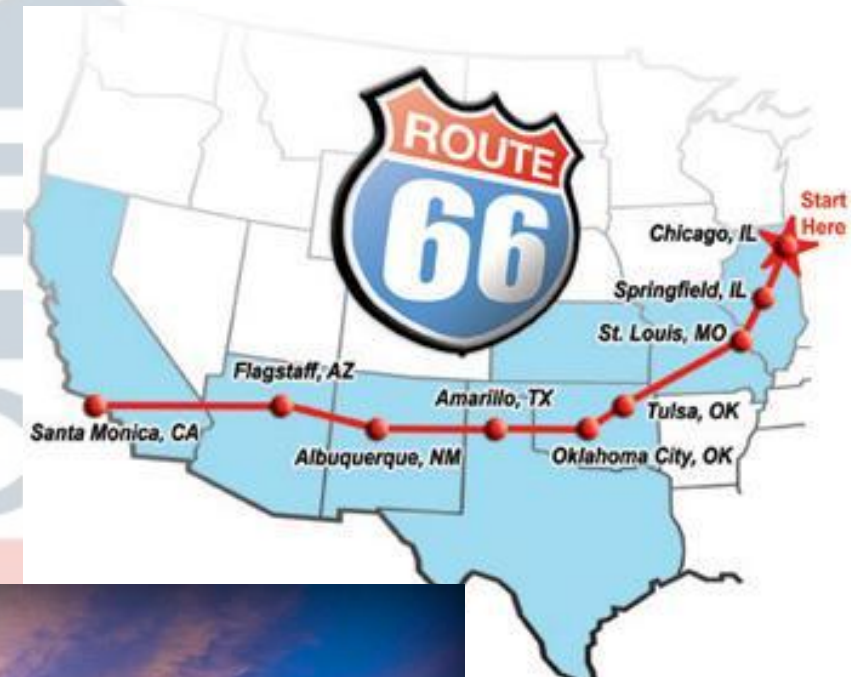 ROUTE
66
Start
Here
Chicago, IL
Springfield, IL
St. Louis, MO
Flagstaff, AZ
Amarillo, TX
Tulsa, OK
Santa Monica, CA
Albuquerque, NM
Oklahoma City, OK